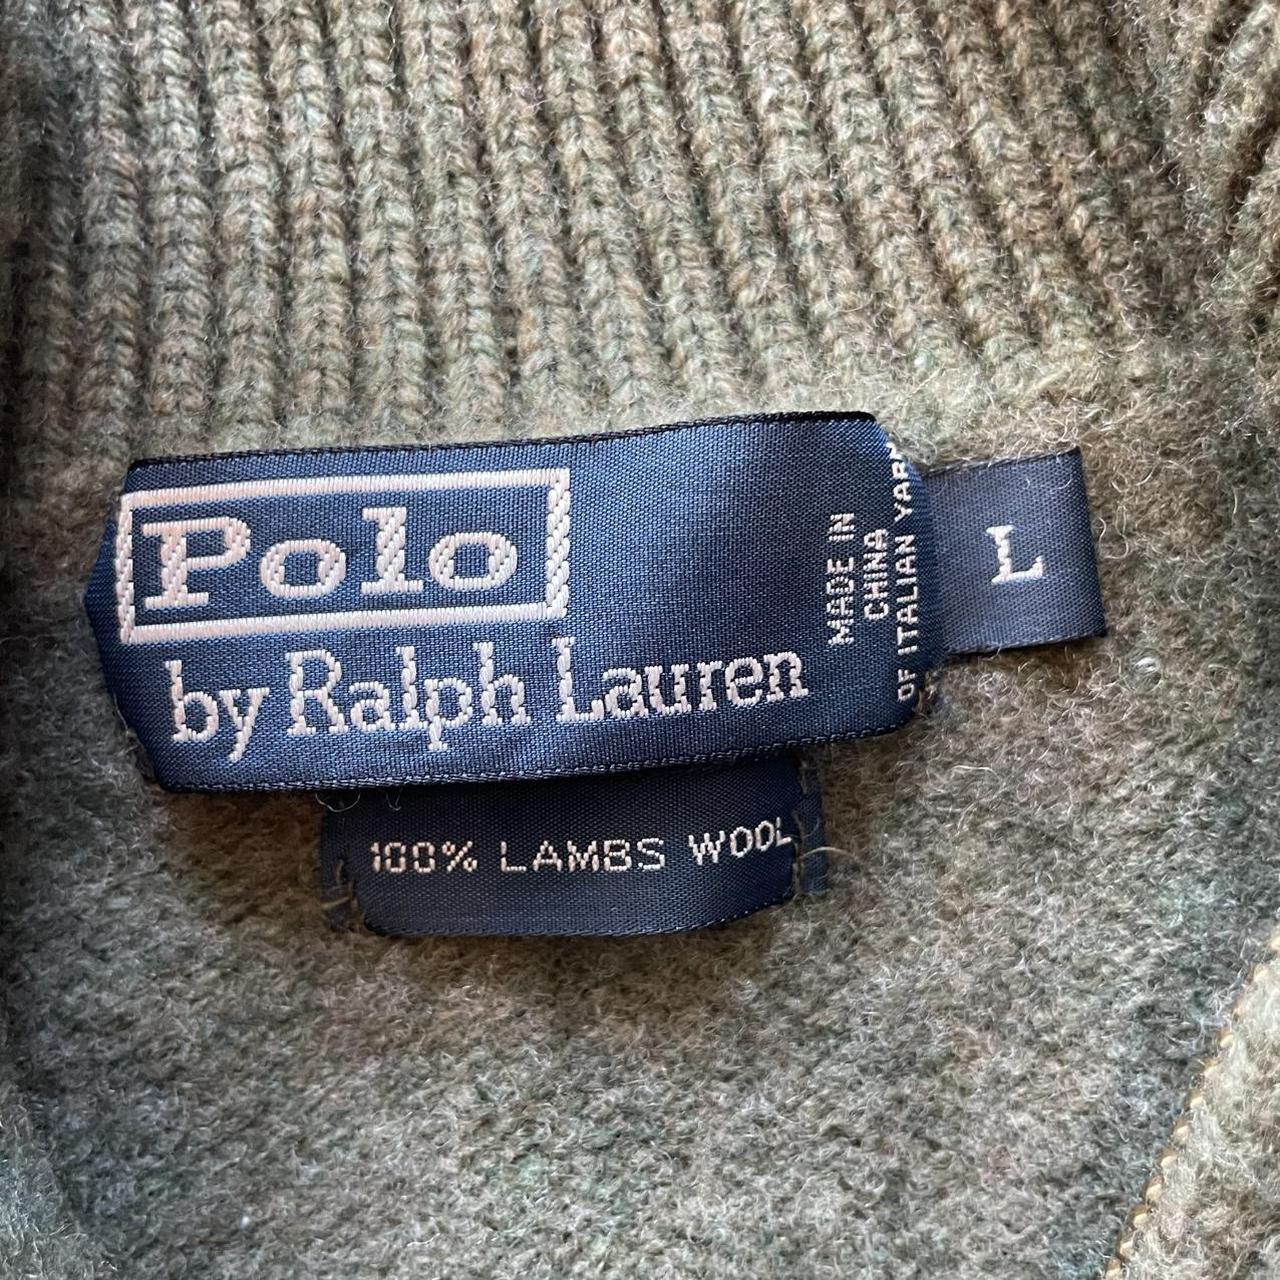 Polo
by Ralph Lauren
MADE IN
CHINA
OF ITALIAN YARN
L
100% LAMBS WOOL